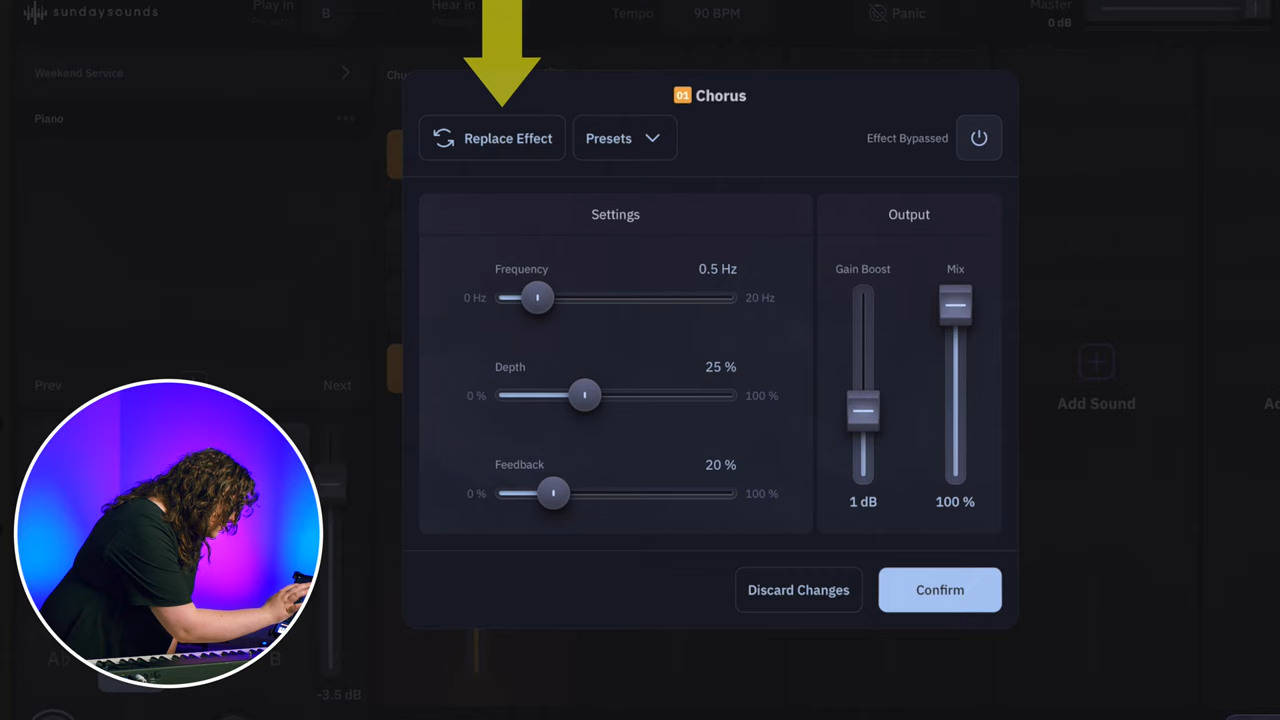 sundaysounds
Play in
B
Hear in
Tempo
90 BPM
Panic
Master
0 dB
Weekend Service
Chu
Piano
01 Chorus
Replace Effect
Presets
Effect Bypassed
Settings
Output
Frequency
0.5 Hz
0 Hz
20 Hz
Depth
25 %
0 %
100 %
Feedback
20 %
0 %
100 %
Gain Boost
Mix
1 dB
100 %
Prev
Next
Add Sound
Discard Changes
Confirm
A♭
B
-3.5 dB